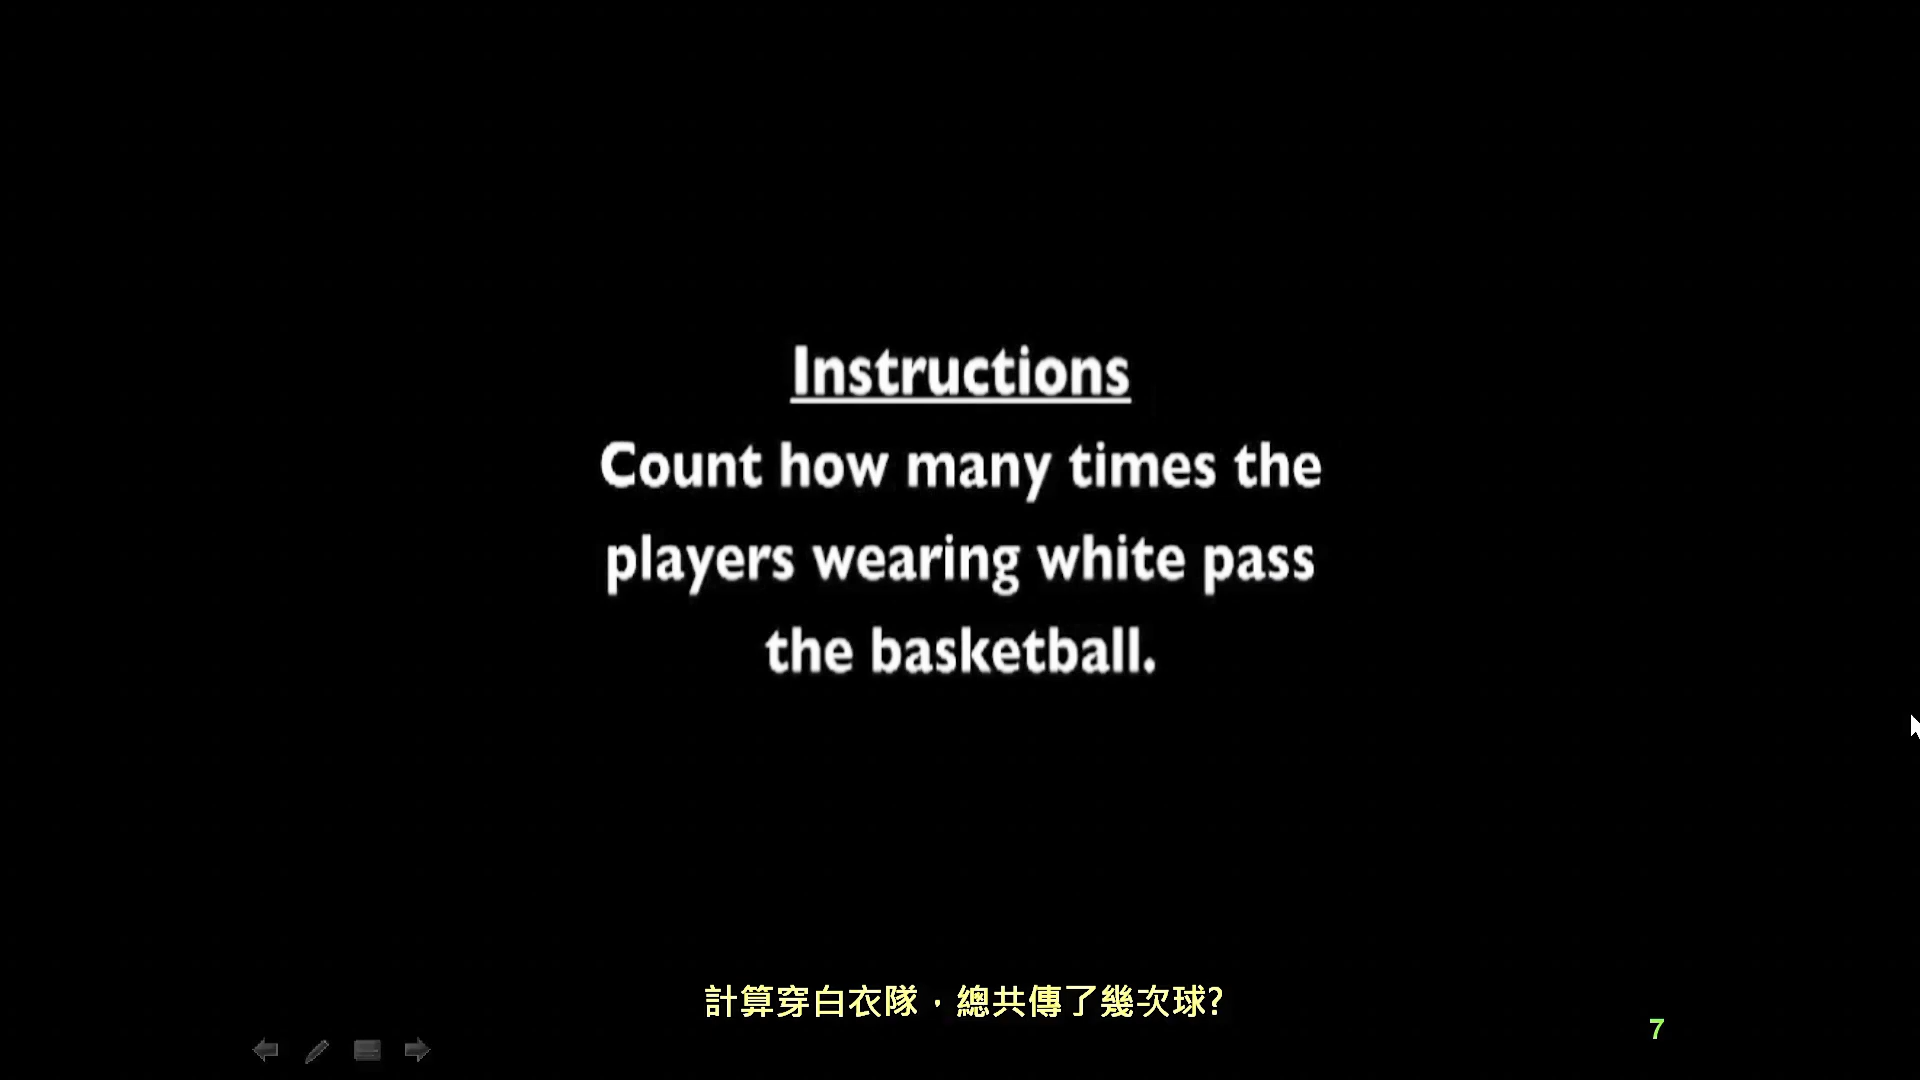 Instructions
Count how many times the
players wearing white pass
the basketball.
計算穿白衣隊，總共傳了幾次球?
7